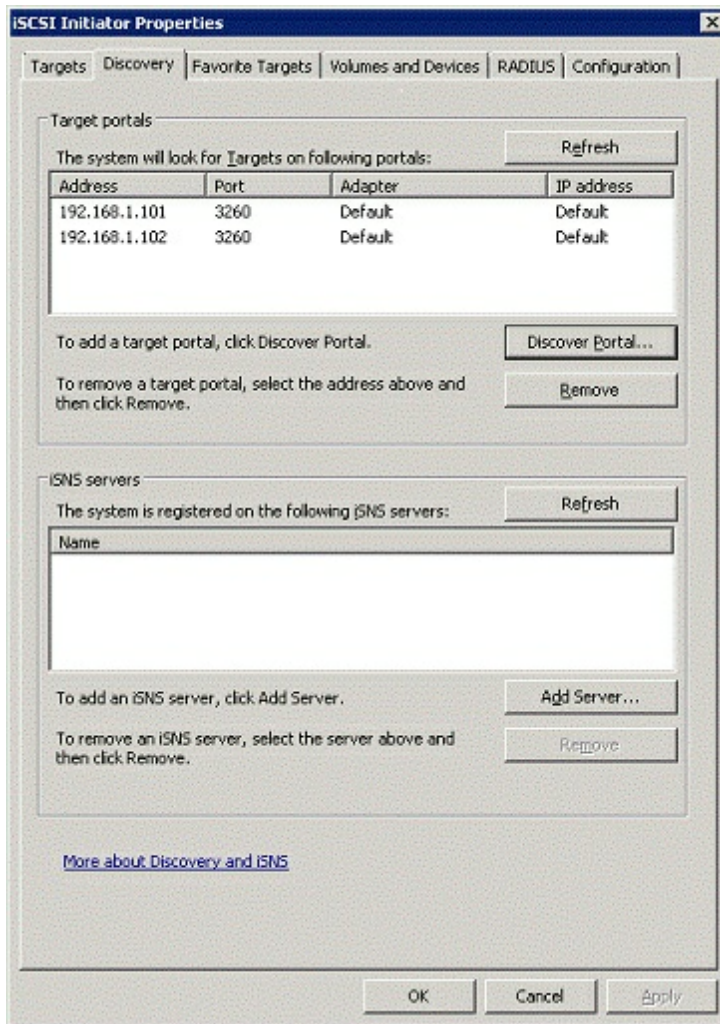 iSCSI Initiator Properties
Targets Discovery Favorite Targets Volumes and Devices RADIUS Configuration
Target portals
Refresh
The system will look for Targets on following portals:
Address Port Adapter IP address
192.168.1.101 3260 Default Default
192.168.1.102 3260 Default Default
To add a target portal, click Discover Portal.
Discover Portal...
To remove a target portal, select the address above and
then click Remove.
Remove
iSNS servers
Refresh
The system is registered on the following iSNS servers:
Name
To add an iSNS server, click Add Server.
Add Server...
To remove an iSNS server, select the server above and
then click Remove.
Remove
More about Discovery and iSNS
OK Cancel Apply